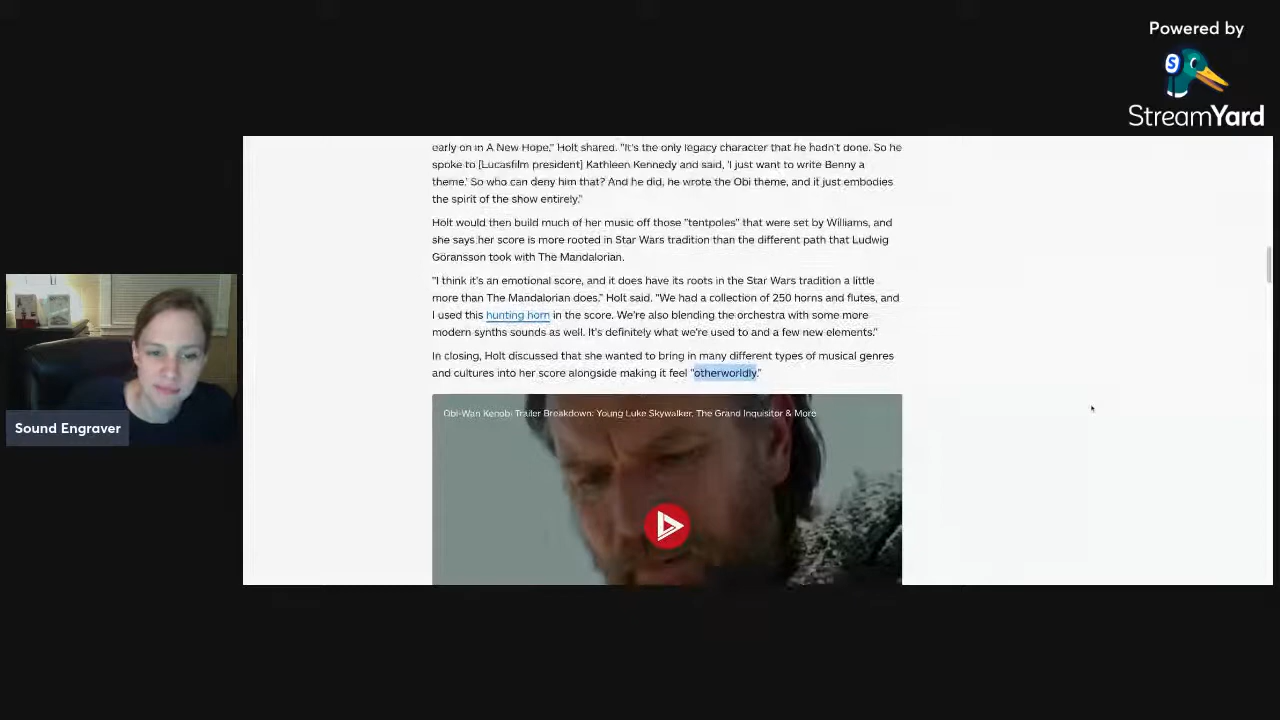 Powered by
StreamYard
early on in A New Hope," Holt shared. "It's the only legacy character that he hadn't done. So he
spoke to [Lucasfilm president] Kathleen Kennedy and said, 'I just want to write Benny a
theme.' So who can deny him that? And he did, he wrote the Obi theme, and it just embodies
the spirit of the show entirely."
Holt would then build much of her music off those "tentpoles" that were set by Williams, and
she says her score is more rooted in Star Wars tradition than the different path that Ludwig
Göransson took with The Mandalorian.
"I think it's an emotional score, and it does have its roots in the Star Wars tradition a little
more than The Mandalorian does," Holt said. "We had a collection of 250 horns and flutes, and
I used this hunting horn in the score. We're also blending the orchestra with some more
modern synths sounds as well. It's definitely what we're used to and a few new elements."
In closing, Holt discussed that she wanted to bring in many different types of musical genres
and cultures into her score alongside making it feel "otherworldly."
Obi-Wan Kenobi Trailer Breakdown: Young Luke Skywalker, The Grand Inquisitor & More
Sound Engraver